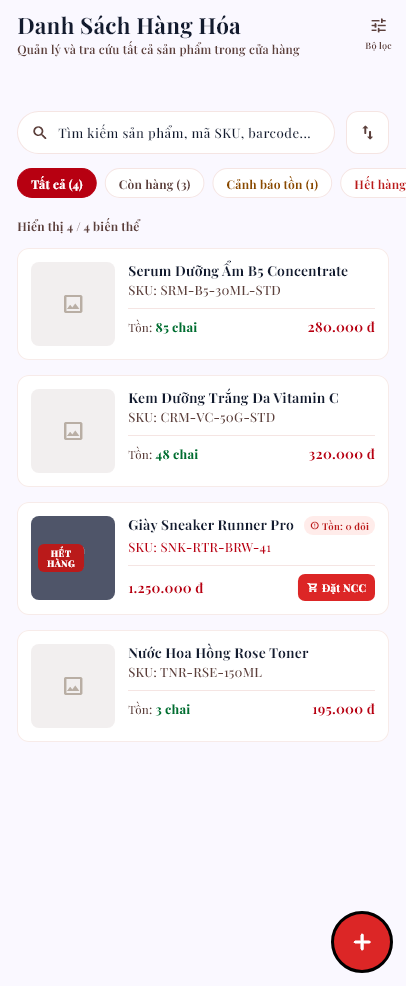 Danh Sách Hàng Hóa
Quản lý và tra cứu tất cả sản phẩm trong cửa hàng
Bộ lọc
Tìm kiếm sản phẩm, mã SKU, barcode...
Tất cả (4)
Còn hàng (3)
Cảnh báo tồn (1)
Hết hàng
Hiển thị 4 / 4 biến thể
Serum Dưỡng Ẩm B5 Concentrate
SKU: SRM-B5-30ML-STD
Tồn: 85 chai
280.000 đ
Kem Dưỡng Trắng Da Vitamin C
SKU: CRM-VC-50G-STD
Tồn: 48 chai
320.000 đ
HẾT
HÀNG
Giày Sneaker Runner Pro
Tồn: 0 đôi
SKU: SNK-RTR-BRW-41
1.250.000 đ
Đặt NCC
Nước Hoa Hồng Rose Toner
SKU: TNR-RSE-150ML
Tồn: 3 chai
195.000 đ